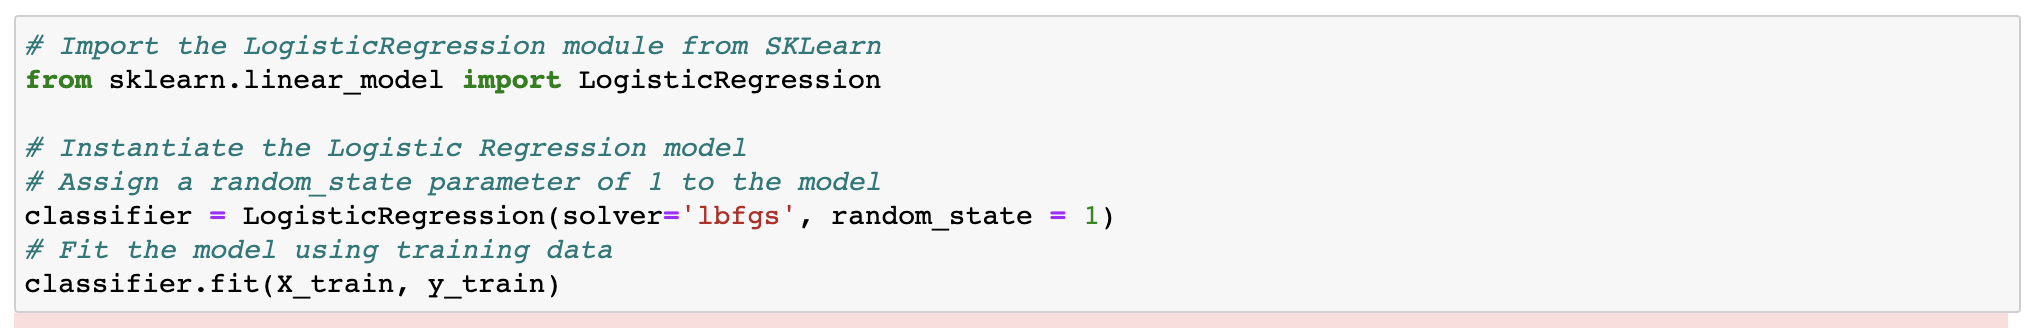 # Import the LogisticRegression module from SKLearn
from sklearn.linear_model import LogisticRegression
# Instantiate the Logistic Regression model
# Assign a random_state parameter of 1 to the model
classifier = LogisticRegression(solver='lbfgs', random_state = 1)
# Fit the model using training data
classifier.fit(X_train, y_train)